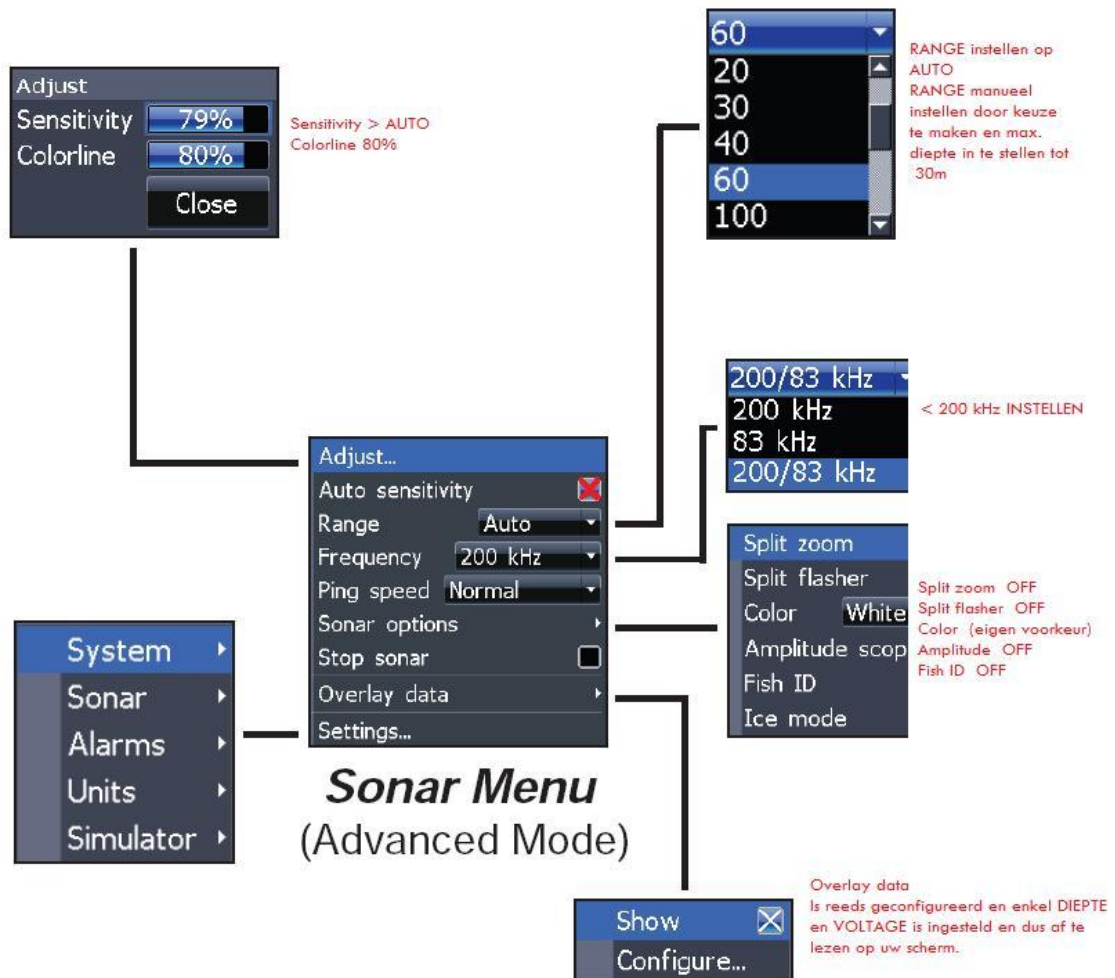 Adjust
Sensitivity 79%
Colorline 80%
Close
Sensitivity > AUTO
Colorline 80%
60
20
30
40
60
100
RANGE instellen op
AUTO
RANGE manueel
instellen door keuze
te maken en max.
diepte in te stellen tot
30m
200/83 kHz
200 kHz
83 kHz
200/83 kHz
< 200 kHz INSTELLEN
Adjust...
Auto sensitivity
Range Auto
Frequency 200 kHz
Ping speed Normal
Sonar options
Stop sonar
Overlay data
Settings...
Split zoom
Split flasher
Color White
Amplitude scop
Fish ID
Ice mode
Split zoom OFF
Split flasher OFF
Color (eigen voorkeur)
Amplitude OFF
Fish ID OFF
System
Sonar
Alarms
Units
Simulator
Sonar Menu
(Advanced Mode)
Show
Configure...
Overlay data
Is reeds geconfigureerd en enkel DIEPTE
en VOLTAGE is ingesteld en dus af te
lezen op uw scherm.